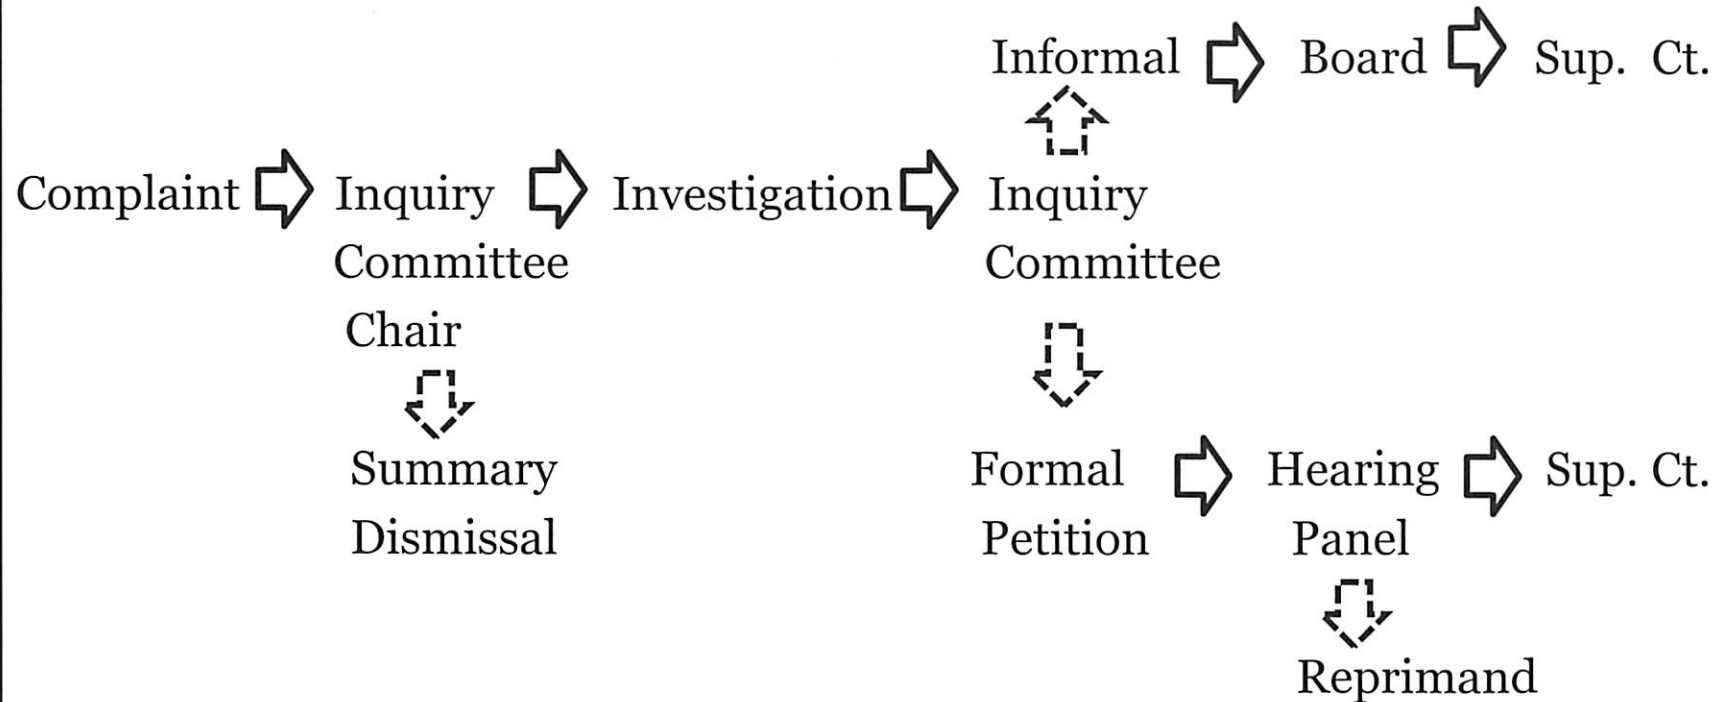 Informal Board Sup. Ct.
Complaint Inquiry Investigation Inquiry
Committee Committee
Chair
Summary Formal Hearing Sup. Ct.
Dismissal Petition Panel
Reprimand